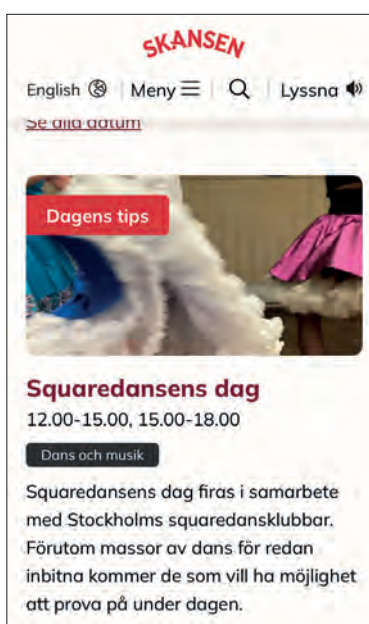 SKANSEN
English Meny Lyssna
Se alla datum
Dagens tips
Squaredansens dag
12.00-15.00, 15.00-18.00
Dans och musik
Squaredansens dag firas i samarbete
med Stockholms squaredansklubbar.
Förutom massor av dans för redan
inbitna kommer de som vill ha möjlighet
att prova på under dagen.